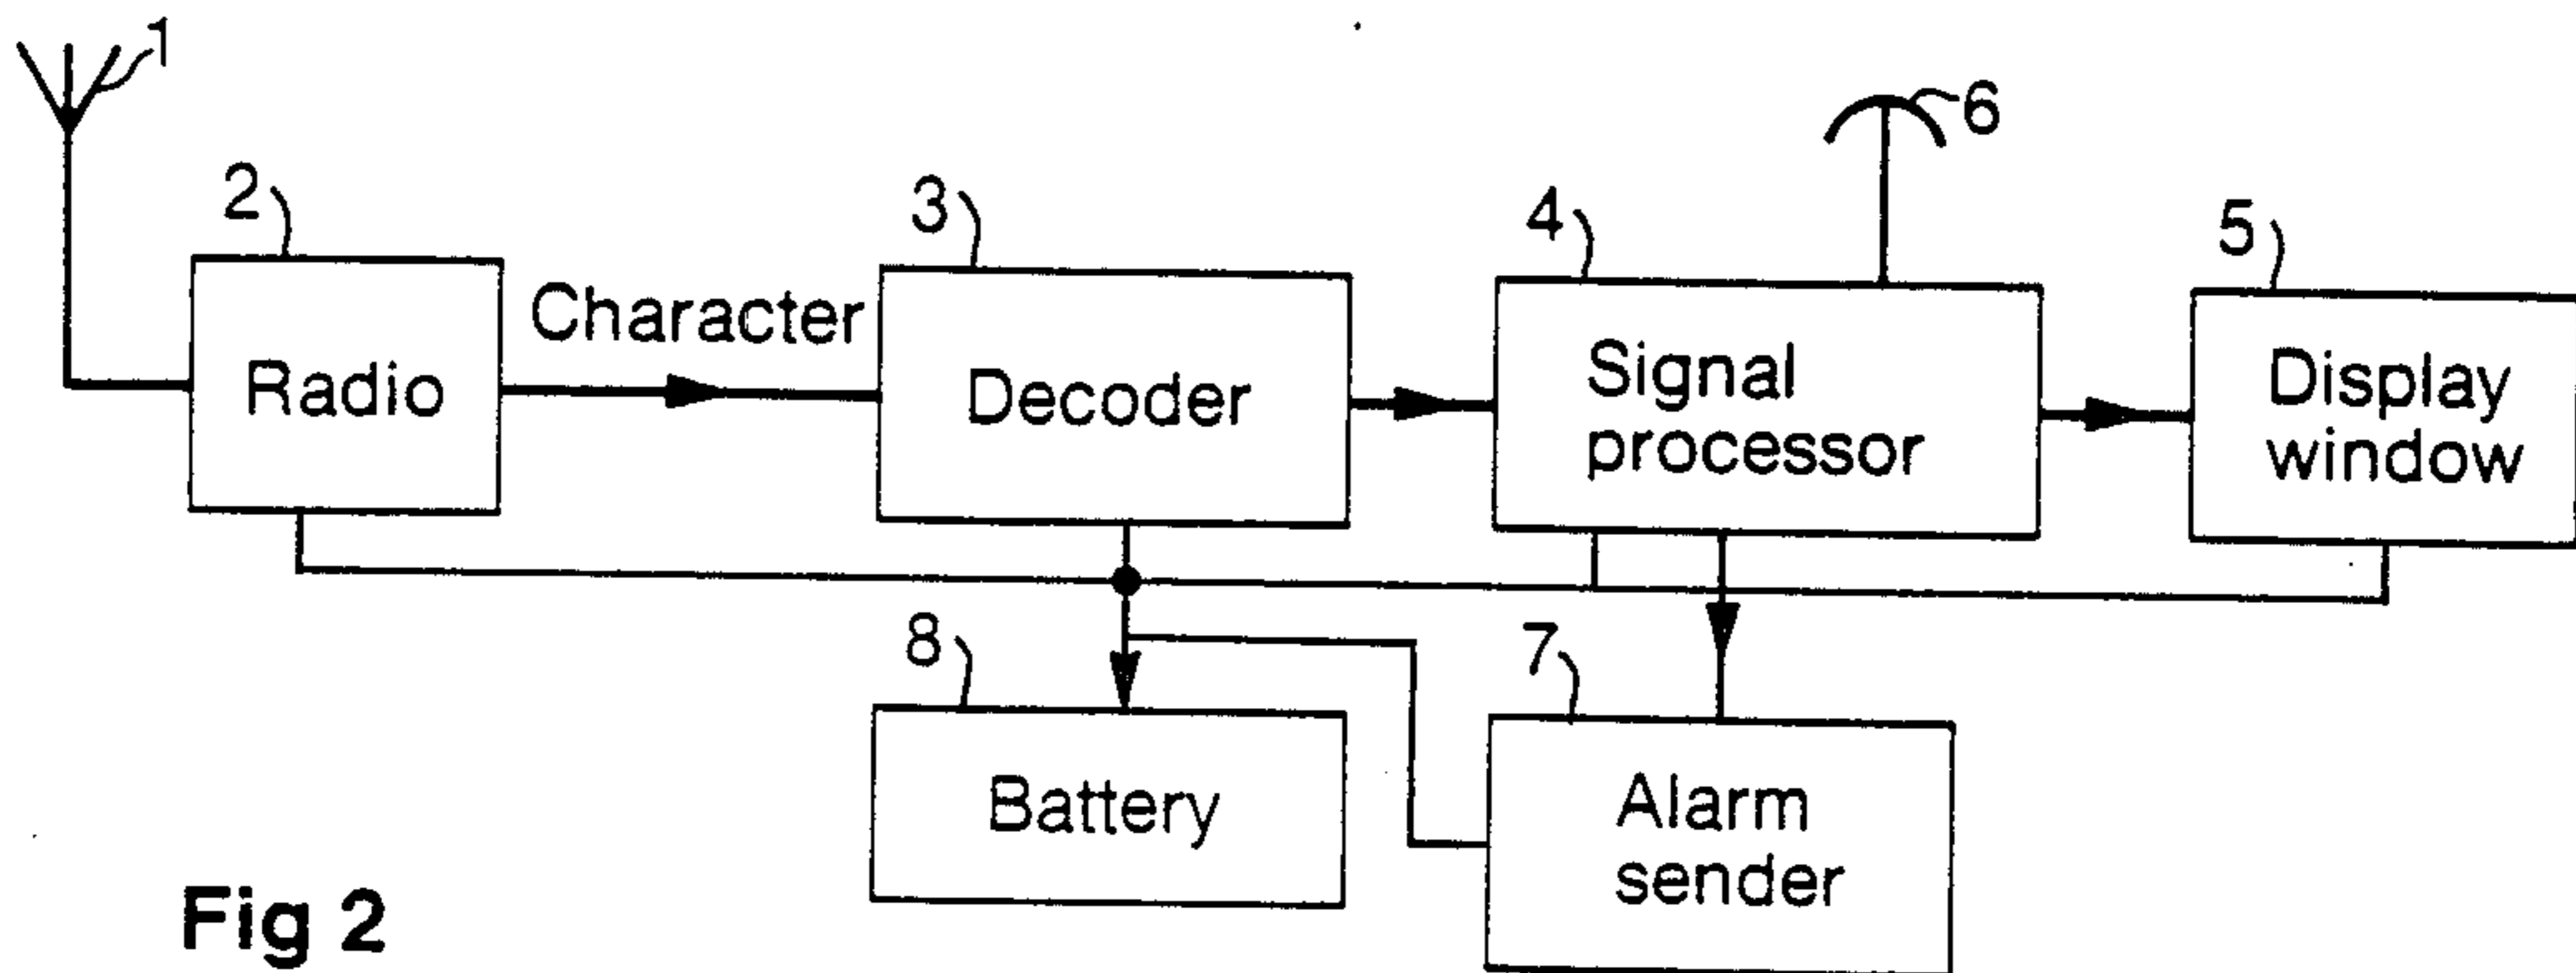 1
6
2
3
4
5
Character
Radio
Decoder
Signal
processor
Display
window
8
7
Battery
Alarm
sender
Fig 2